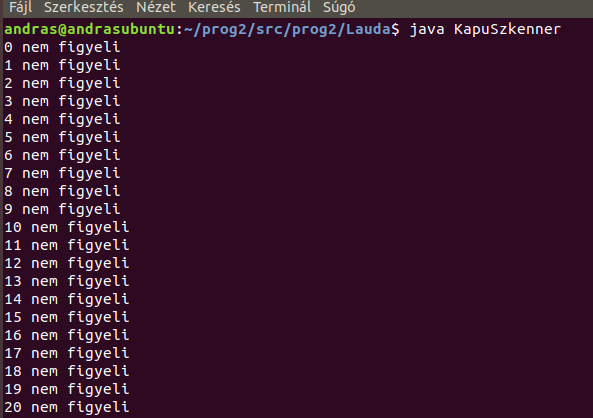 Fájl Szerkesztés Nézet Keresés Terminál Súgó
andras@andrasubuntu:~/prog2/src/prog2/Lauda$ java KapuSzkenner
0 nem figyeli
1 nem figyeli
2 nem figyeli
3 nem figyeli
4 nem figyeli
5 nem figyeli
6 nem figyeli
7 nem figyeli
8 nem figyeli
9 nem figyeli
10 nem figyeli
11 nem figyeli
12 nem figyeli
13 nem figyeli
14 nem figyeli
15 nem figyeli
16 nem figyeli
17 nem figyeli
18 nem figyeli
19 nem figyeli
20 nem figyeli